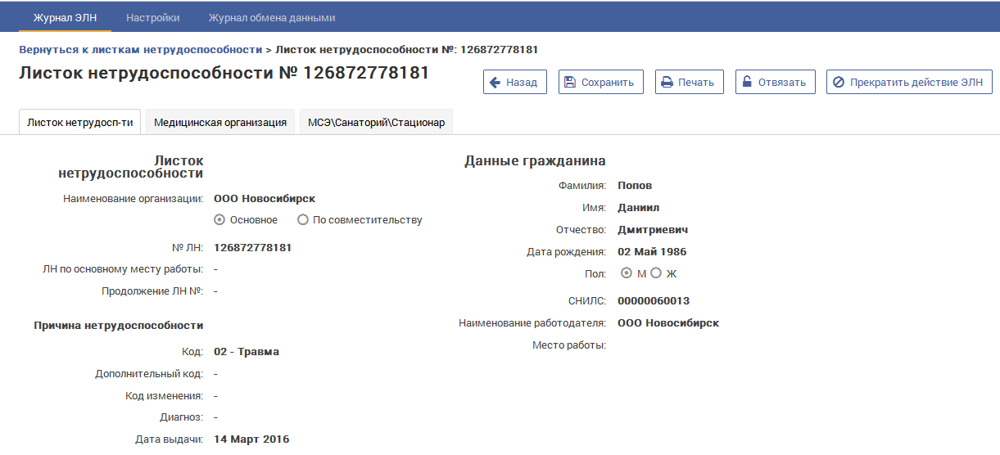 Журнал ЭЛН Настройки Журнал обмена данными
Вернуться к листкам нетрудоспособности > Листок нетрудоспособности №: 126872778181
Листок нетрудоспособности № 126872778181
Назад Сохранить Печать Отвязать Прекратить действие ЭЛН
Листок нетрудосп-ти Медицинская организация МСЭ\Санаторий\Стационар
Листок
нетрудоспособности
Наименование организации: ООО Новосибирск
Основное По совместительству
№ ЛН: 126872778181
ЛН по основному месту работы: -
Продолжение ЛН №: -
Причина нетрудоспособности
Код: 02 - Травма
Дополнительный код: -
Код изменения: -
Диагноз: -
Дата выдачи: 14 Март 2016
Данные гражданина
Фамилия: Попов
Имя: Даниил
Отчество: Дмитриевич
Дата рождения: 02 Май 1986
Пол: М Ж
СНИЛС: 00000060013
Наименование работодателя: ООО Новосибирск
Место работы: